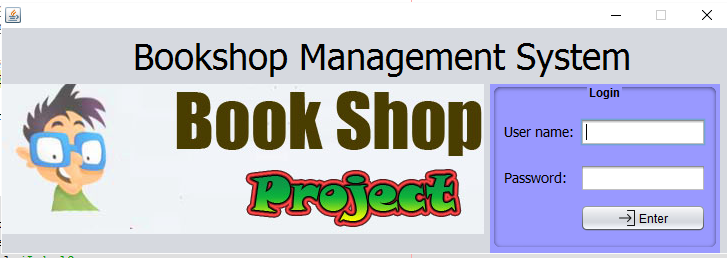 Bookshop Management System
Book Shop
Project
Login
User name:
Password:
Enter